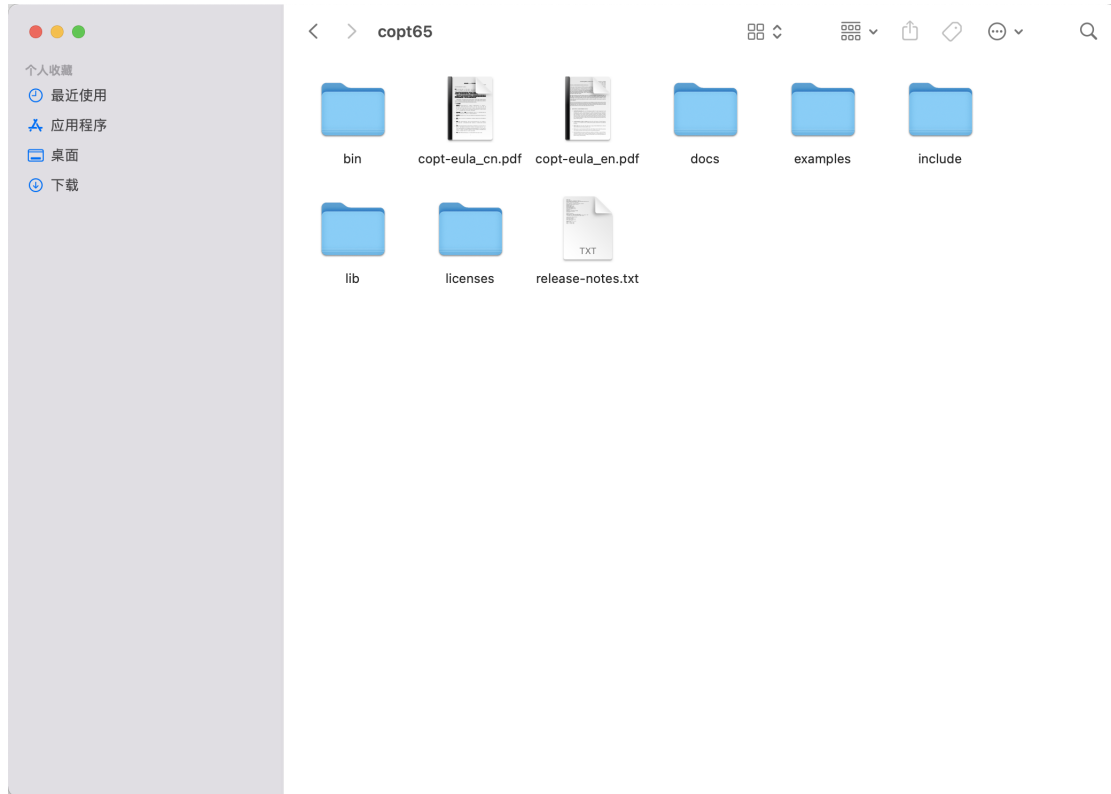 copt65
个人收藏
最近使用
应用程序
桌面
下载
bin
copt-eula_cn.pdf
copt-eula_en.pdf
docs
examples
include
lib
licenses
TXT
release-notes.txt